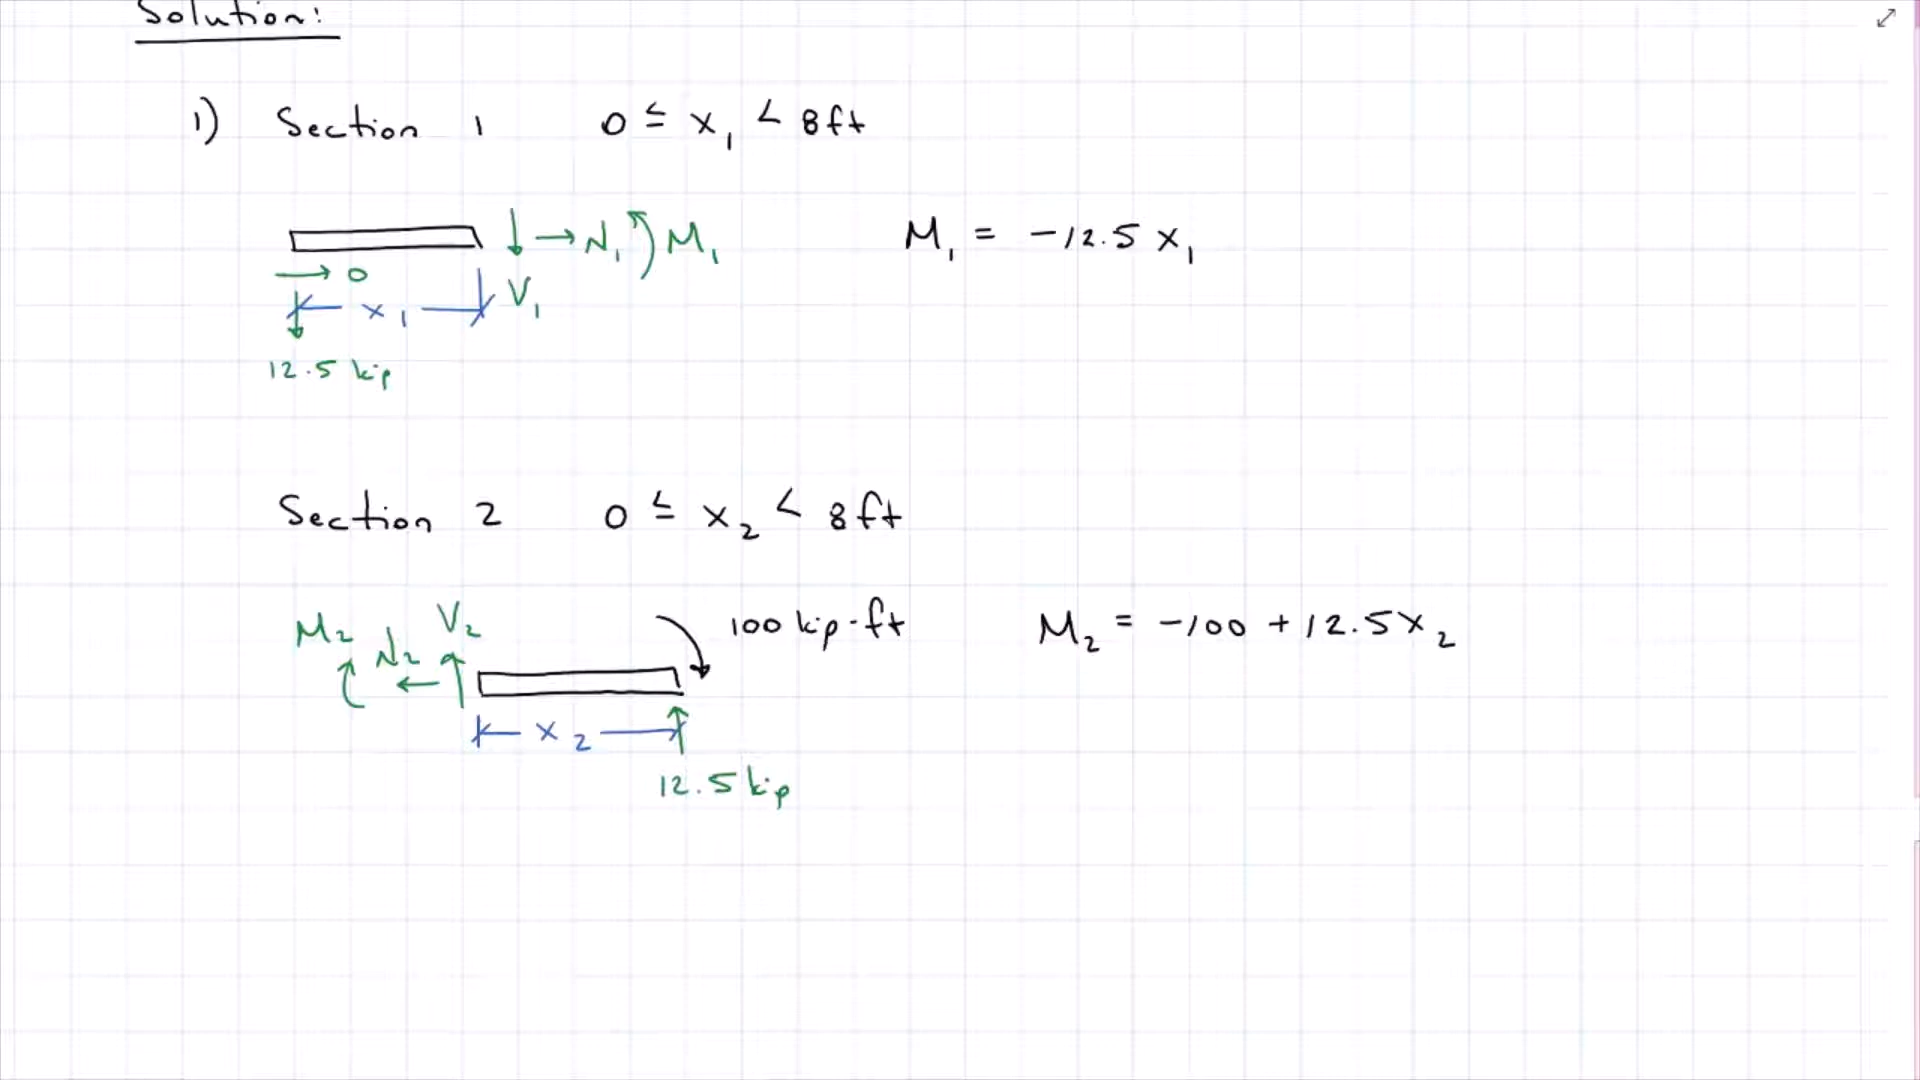 Solution:
1) Section 1 0 ≤ x₁ < 8ft
N₁ M₁ M₁ = -12.5 x₁
0
x₁ V₁
12.5 kip
Section 2 0 ≤ x₂ < 8ft
M₂ N₂ V₂ 100 kip·ft M₂ = -100 + 12.5x₂
x₂
12.5 kip